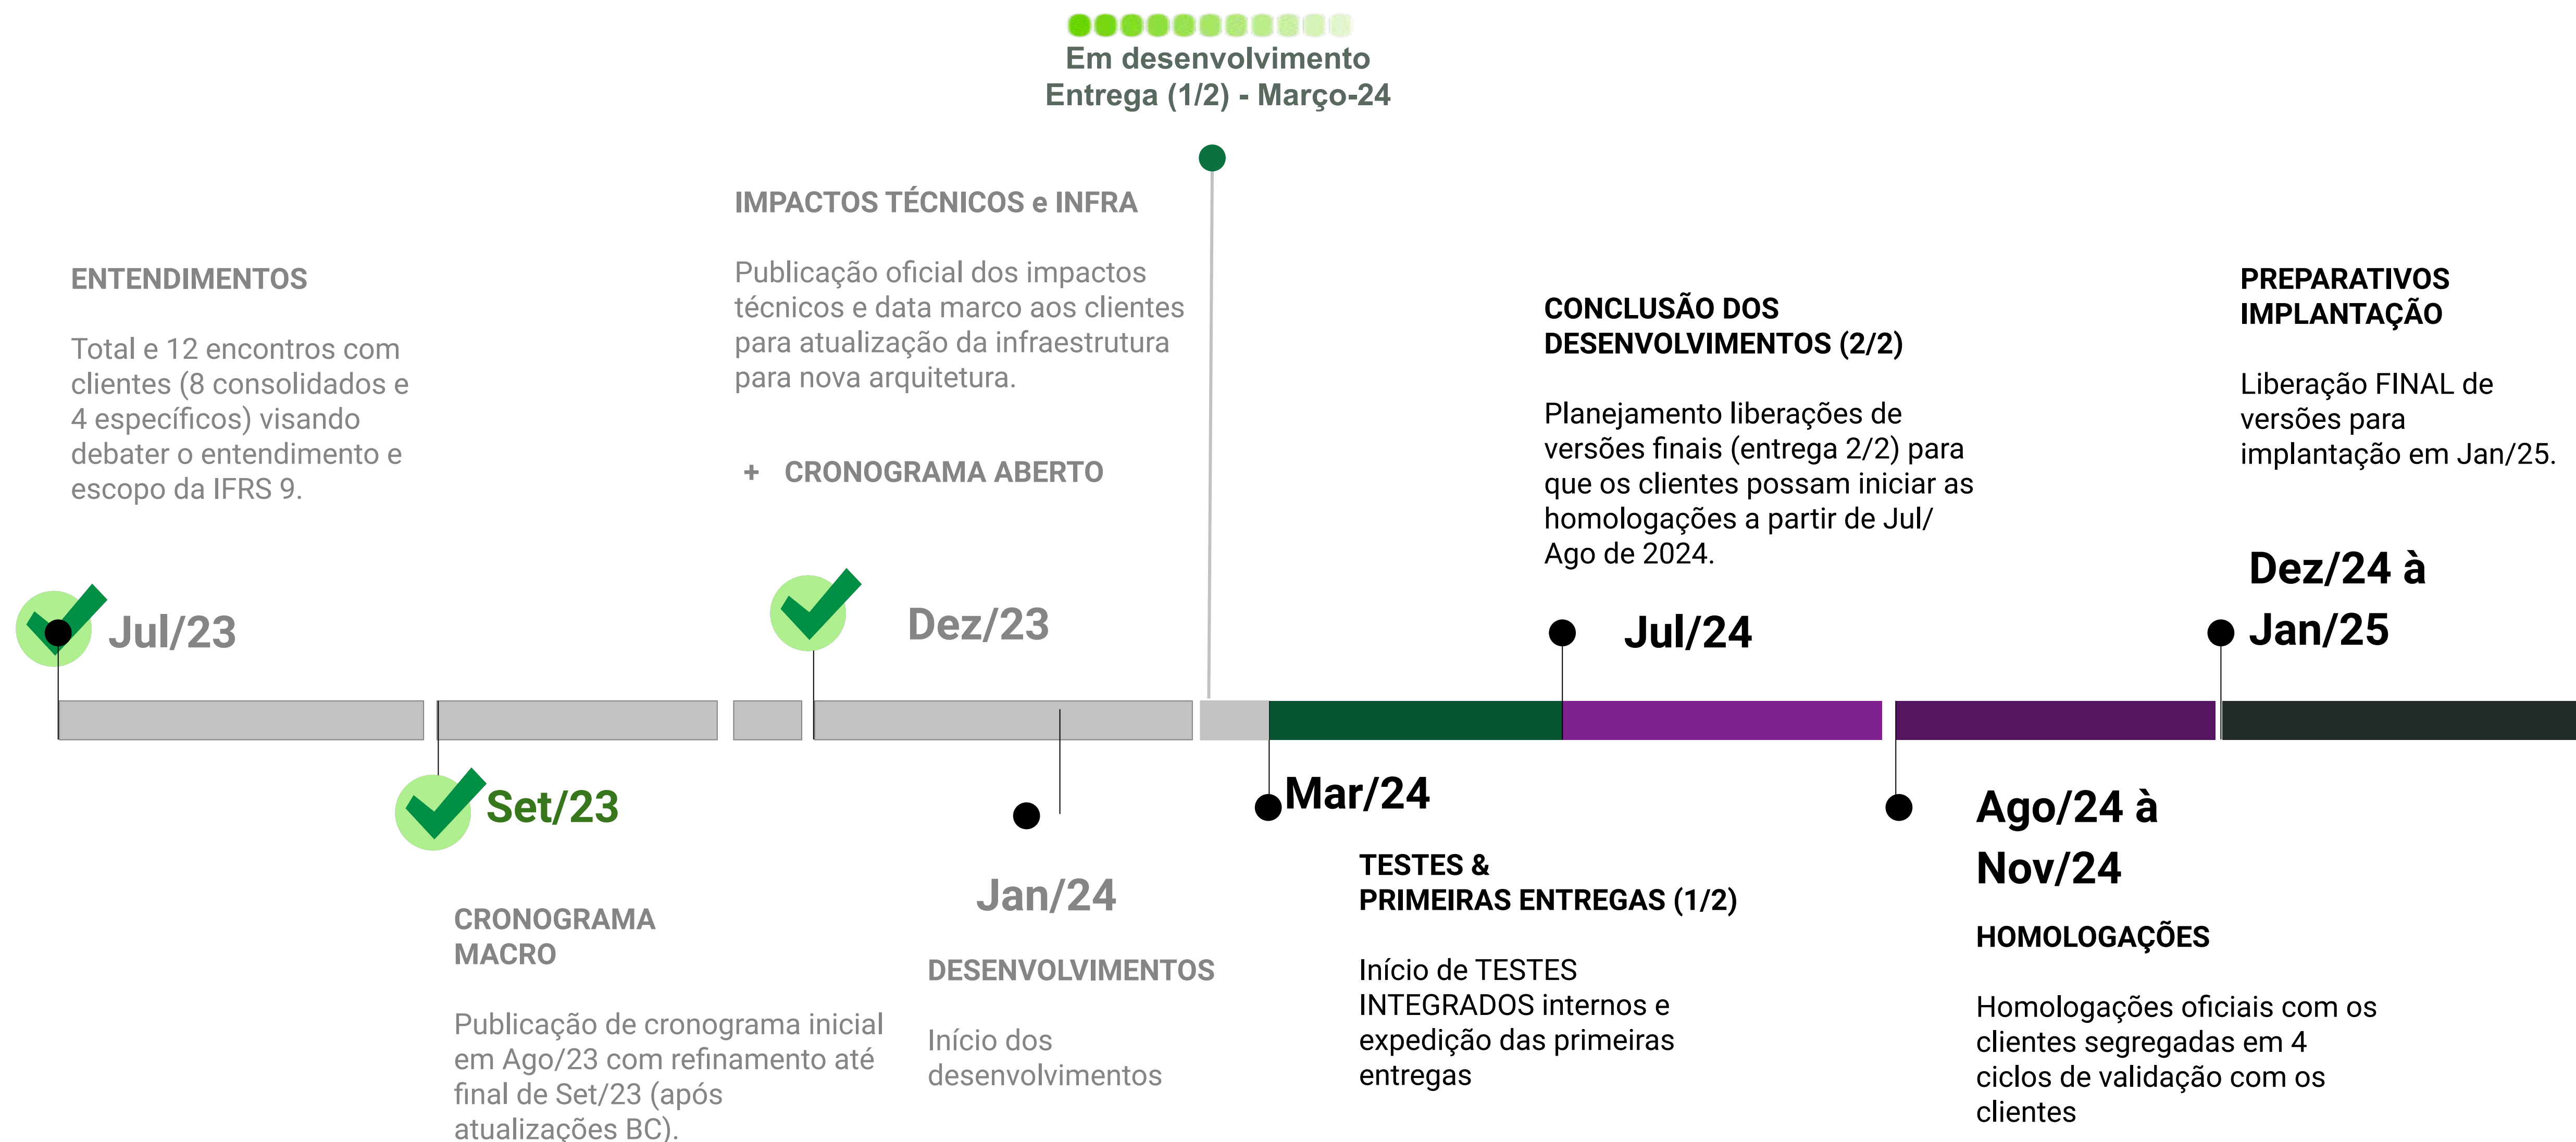 Em desenvolvimento
Entrega (1/2) - Março-24
ENTENDIMENTOS
Total e 12 encontros com
clientes (8 consolidados e
4 específicos) visando
debater o entendimento e
escopo da IFRS 9.
Jul/23
IMPACTOS TÉCNICOS e INFRA
Publicação oficial dos impactos
técnicos e data marco aos clientes
para atualização da infraestrutura
para nova arquitetura.
+ CRONOGRAMA ABERTO
Dez/23
CONCLUSÃO DOS
DESENVOLVIMENTOS (2/2)
Planejamento liberações de
versões finais (entrega 2/2) para
que os clientes possam iniciar as
homologações a partir de Jul/
Ago de 2024.
Jul/24
PREPARATIVOS
IMPLANTAÇÃO
Liberação FINAL de
versões para
implantação em Jan/25.
Dez/24 à
Jan/25
Set/23
CRONOGRAMA
MACRO
Publicação de cronograma inicial
em Ago/23 com refinamento até
final de Set/23 (após
atualizações BC).
Jan/24
DESENVOLVIMENTOS
Início dos
desenvolvimentos
Mar/24
TESTES &
PRIMEIRAS ENTREGAS (1/2)
Início de TESTES
INTEGRADOS internos e
expedição das primeiras
entregas
Ago/24 à
Nov/24
HOMOLOGAÇÕES
Homologações oficiais com os
clientes segregadas em 4
ciclos de validação com os
clientes